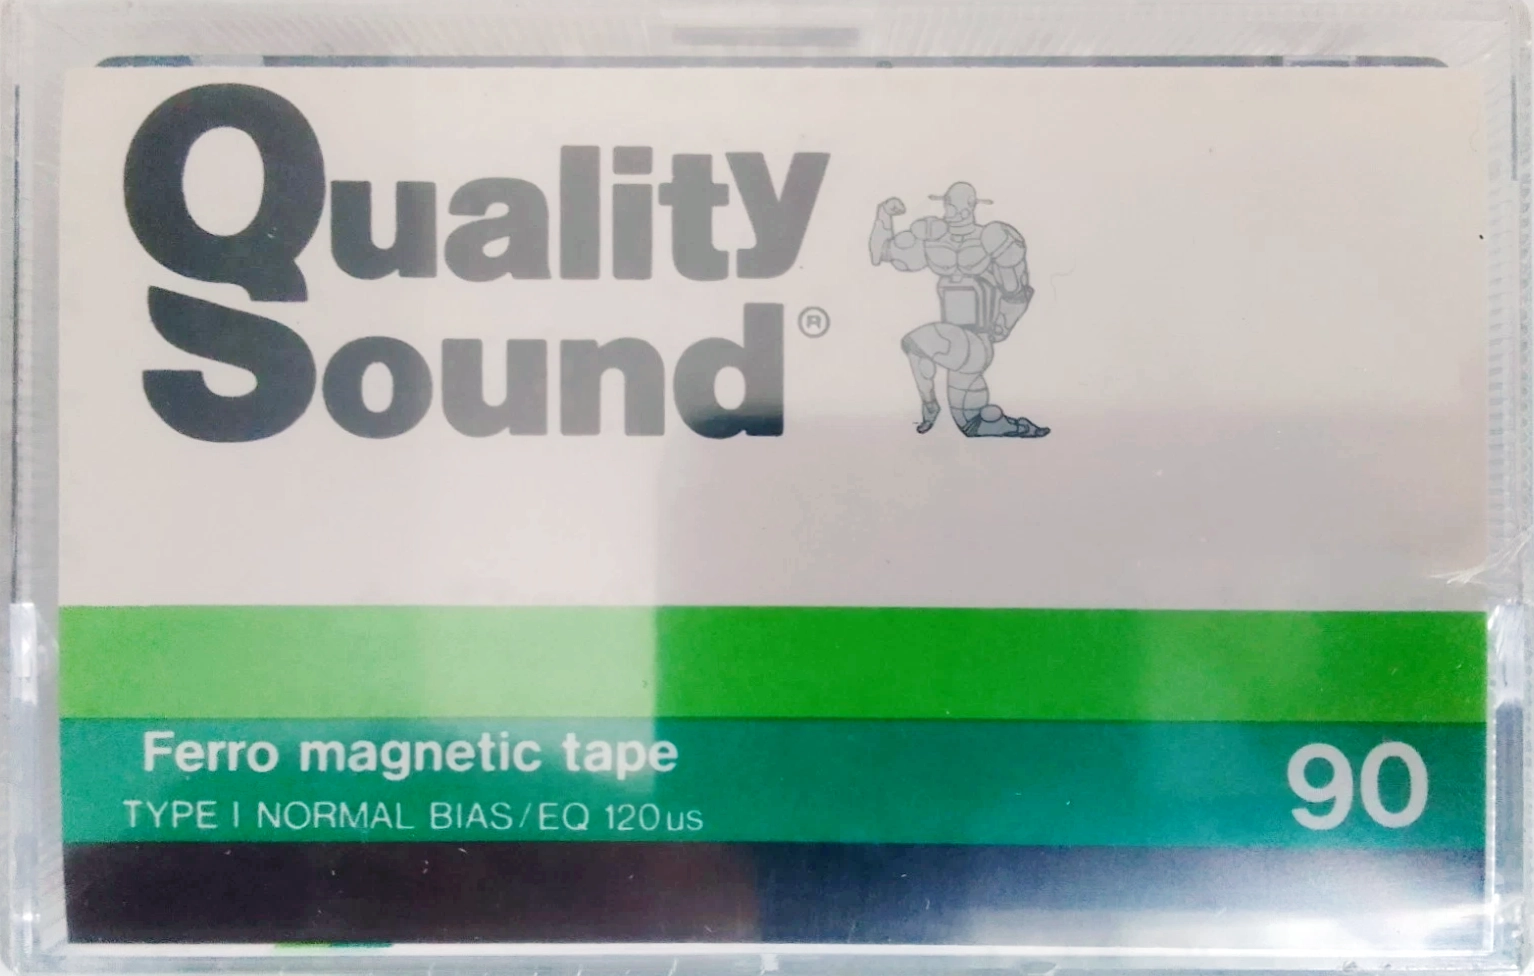 Quality
Sound®
Ferro magnetic tape
TYPE I NORMAL BIAS/EQ 120us
90